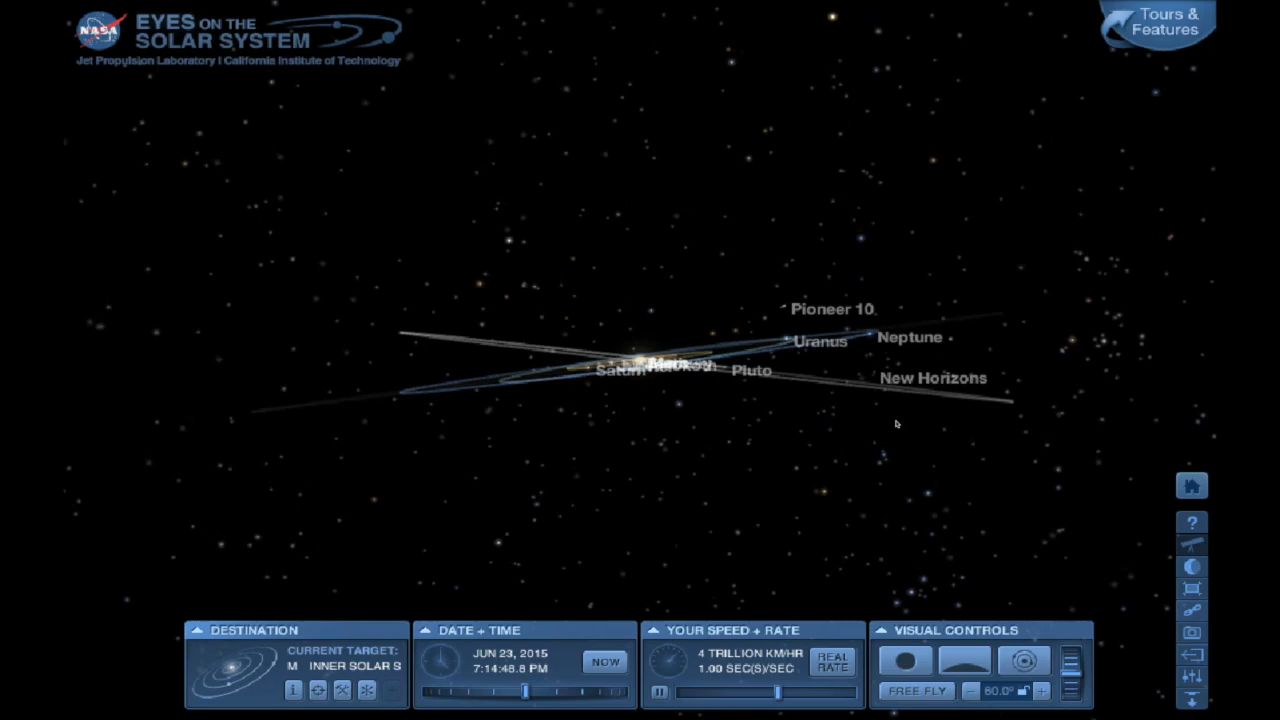 NASA
EYES ON THE
SOLAR SYSTEM
Jet Propulsion Laboratory | California Institute of Technology
Tours &
Features
Pioneer 10
Uranus
Neptune
Saturn
Pluto
New Horizons
?
DESTINATION
CURRENT TARGET:
M INNER SOLAR S
DATE + TIME
JUN 23, 2015
7:14:48.8 PM
NOW
YOUR SPEED + RATE
4 TRILLION KM/HR
1.00 SEC(S)/SEC
REAL
RATE
VISUAL CONTROLS
FREE FLY
60.0°